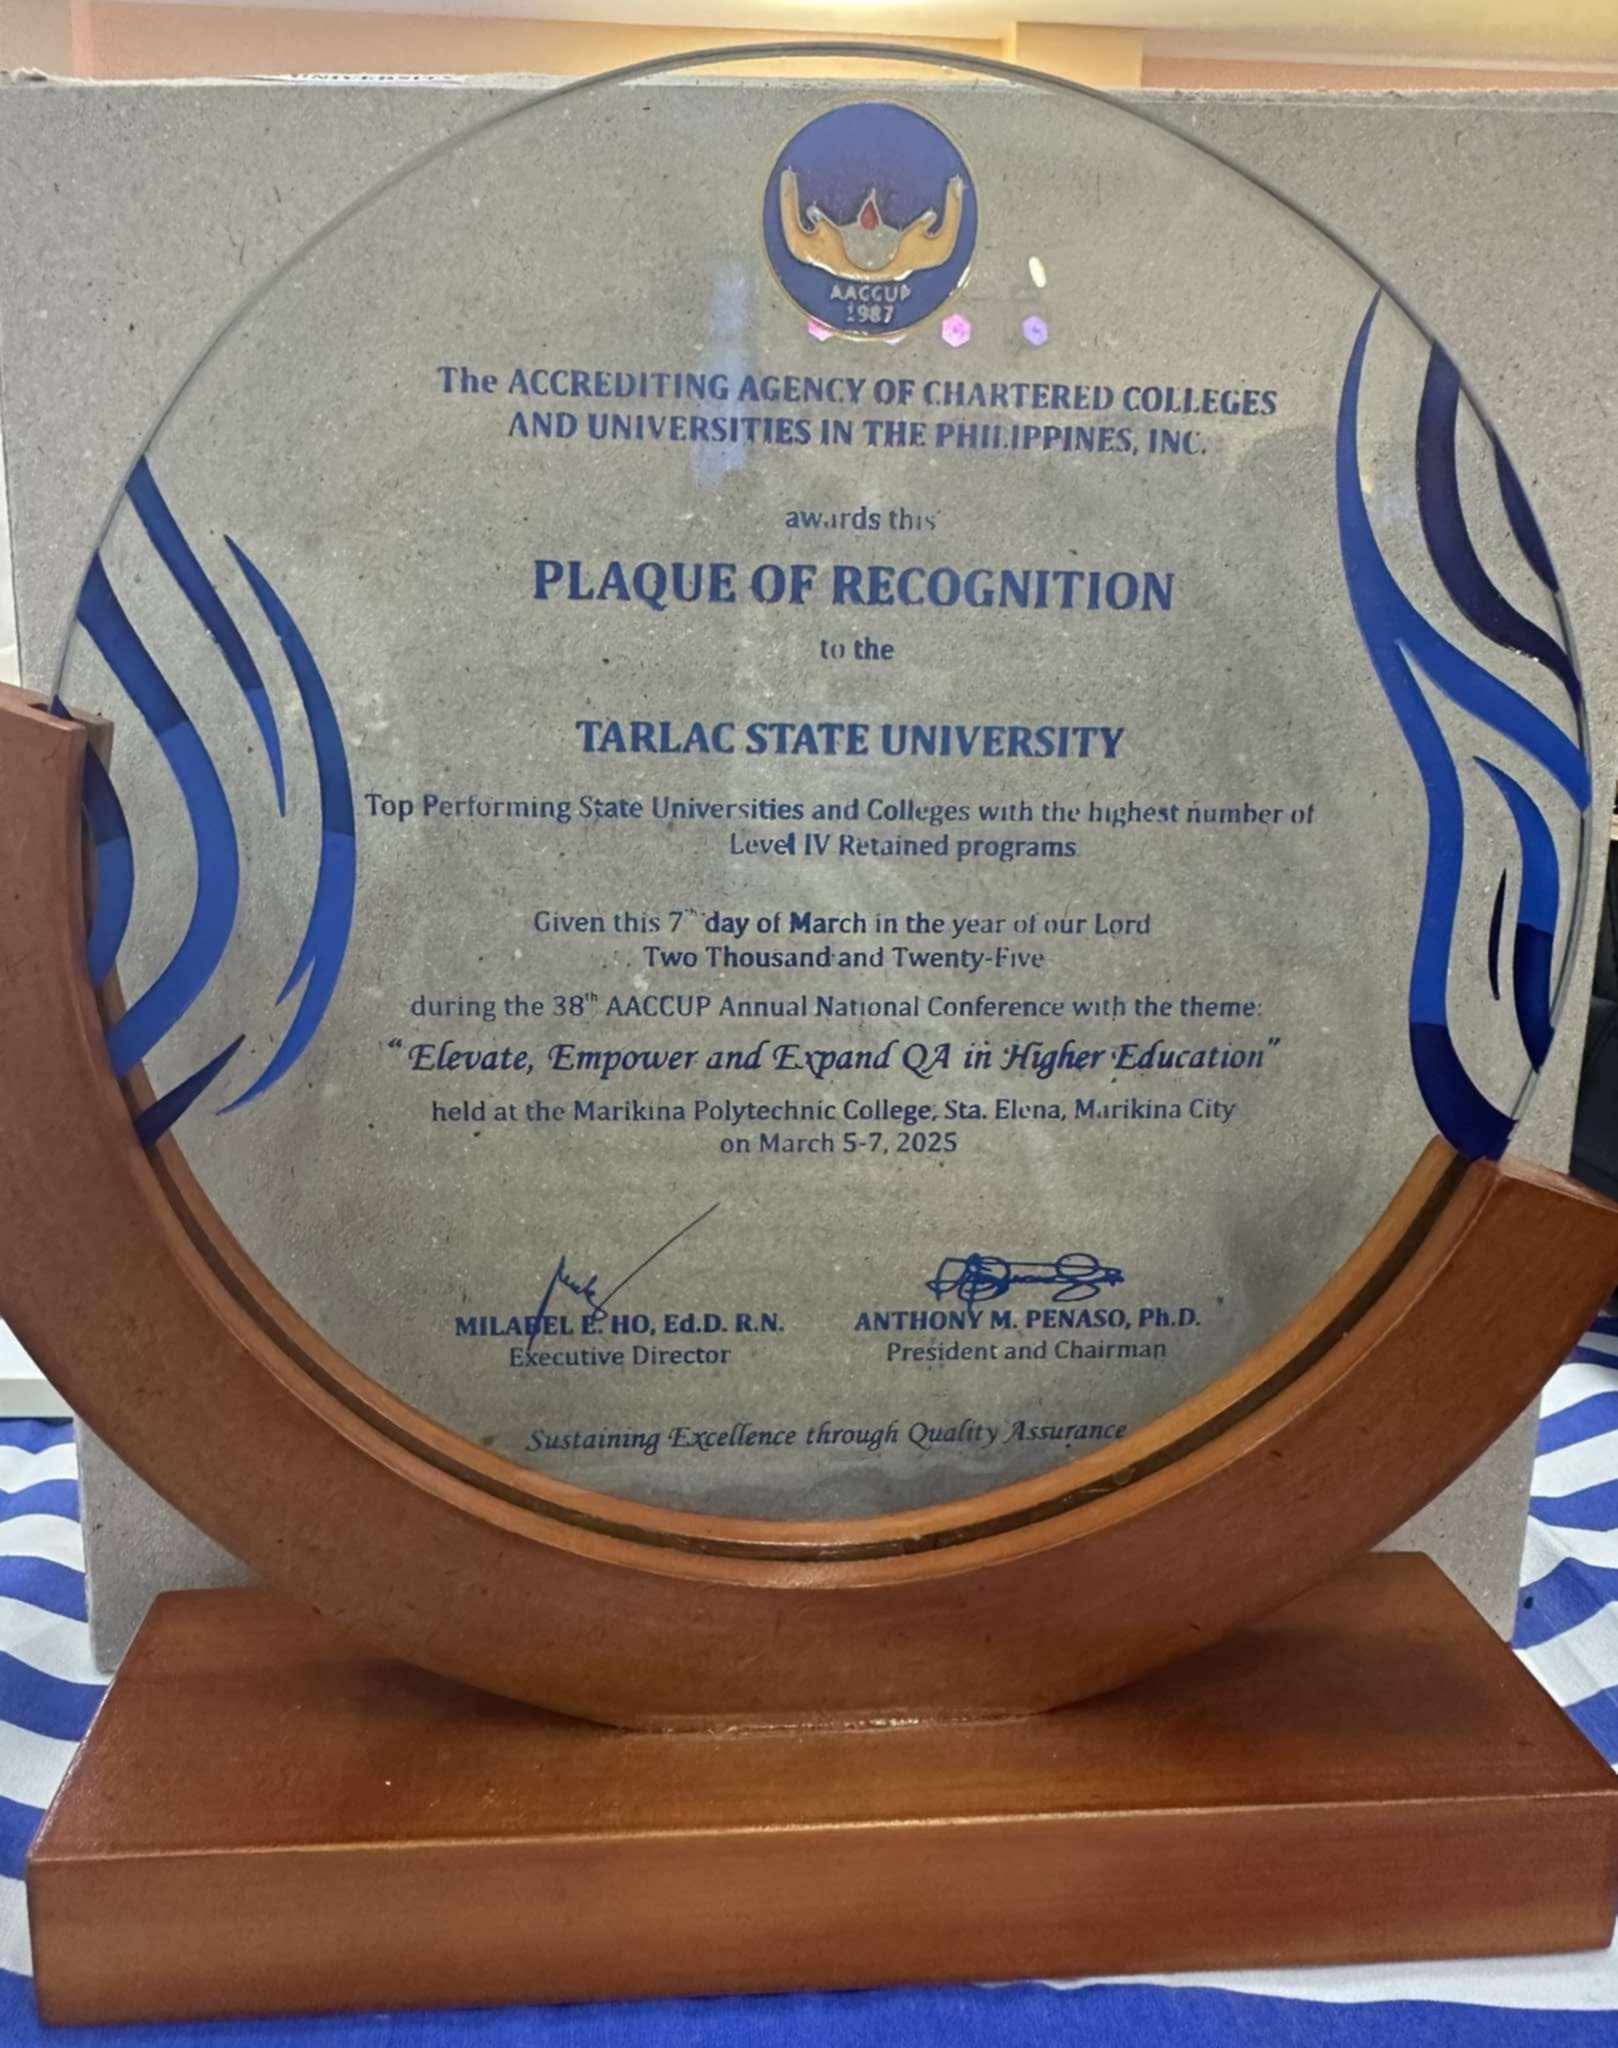 AACCUP
1987
The ACCREDITING AGENCY OF CHARTERED COLLEGES
AND UNIVERSITIES IN THE PHILIPPINES, INC.
awards this
PLAQUE OF RECOGNITION
to the
TARLAC STATE UNIVERSITY
Top Performing State Universities and Colleges with the highest number of
Level IV Retained programs
Given this 7th day of March in the year of our Lord
Two Thousand and Twenty-Five
during the 38th AACCUP Annual National Conference with the theme:
"Elevate, Empower and Expand QA in Higher Education"
held at the Marikina Polytechnic College, Sta. Elena, Marikina City
on March 5-7, 2025
MILABEL E. HO, Ed.D. R.N.
Executive Director
ANTHONY M. PENASO, Ph.D.
President and Chairman
Sustaining Excellence through Quality Assurance